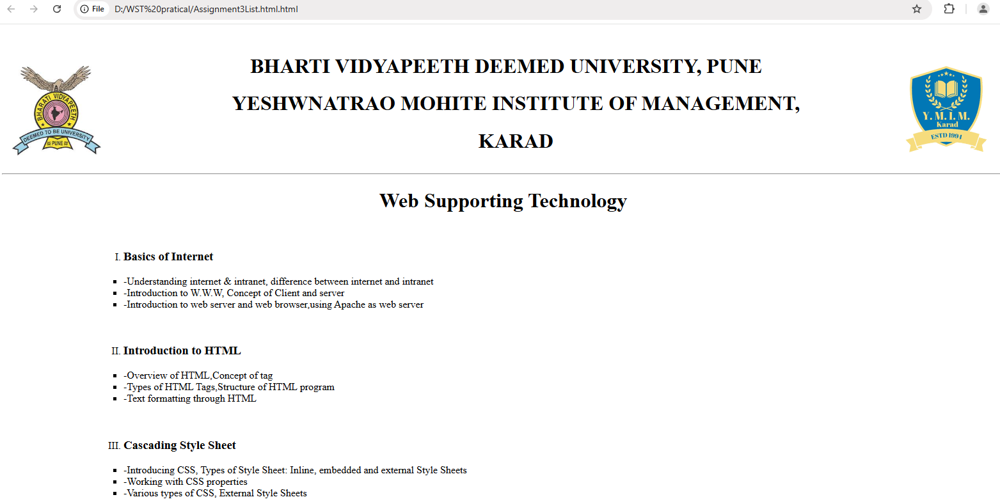 File D:/WST%20pratical/Assignment3List.html.html
BHARTI VIDYAPEETH DEEMED UNIVERSITY, PUNE
YESHWNATRAO MOHITE INSTITUTE OF MANAGEMENT,
KARAD
BHARATI VIDYAPEETH
DEEMED TO BE UNIVERSITY
PUNE
Y. M. I. M.
Karad
ESTD 1994
Web Supporting Technology
I. Basics of Internet
-Understanding internet & intranet, difference between internet and intranet
-Introduction to W.W.W, Concept of Client and server
-Introduction to web server and web browser,using Apache as web server
II. Introduction to HTML
-Overview of HTML,Concept of tag
-Types of HTML Tags,Structure of HTML program
-Text formatting through HTML
III. Cascading Style Sheet
-Introducing CSS, Types of Style Sheet: Inline, embedded and external Style Sheets
-Working with CSS properties
-Various types of CSS, External Style Sheets